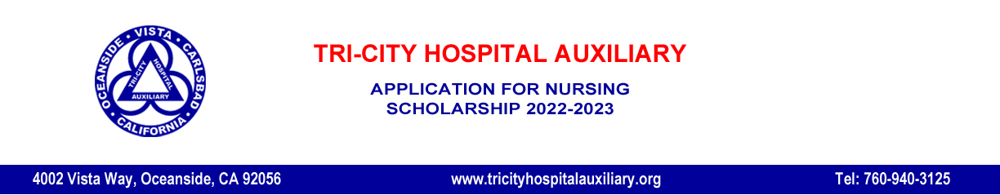 OCEANSIDE • VISTA • CARLSBAD • CALIFORNIA •
TRI-CITY HOSPITAL AUXILIARY
TRI-CITY HOSPITAL AUXILIARY
APPLICATION FOR NURSING
SCHOLARSHIP 2022-2023
4002 Vista Way, Oceanside, CA 92056 www.tricityhospitalauxiliary.org Tel: 760-940-3125